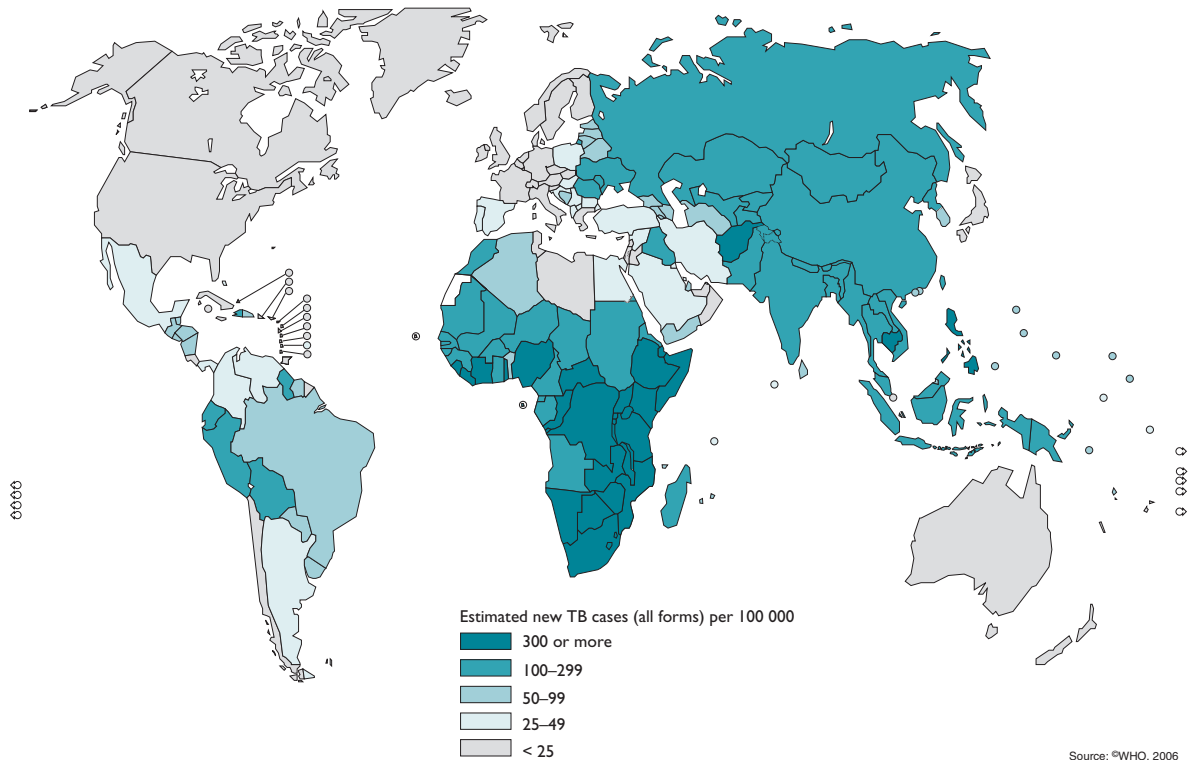 Estimated new TB cases (all forms) per 100 000
300 or more
100–299
50–99
25–49
< 25
Source: ©WHO, 2006